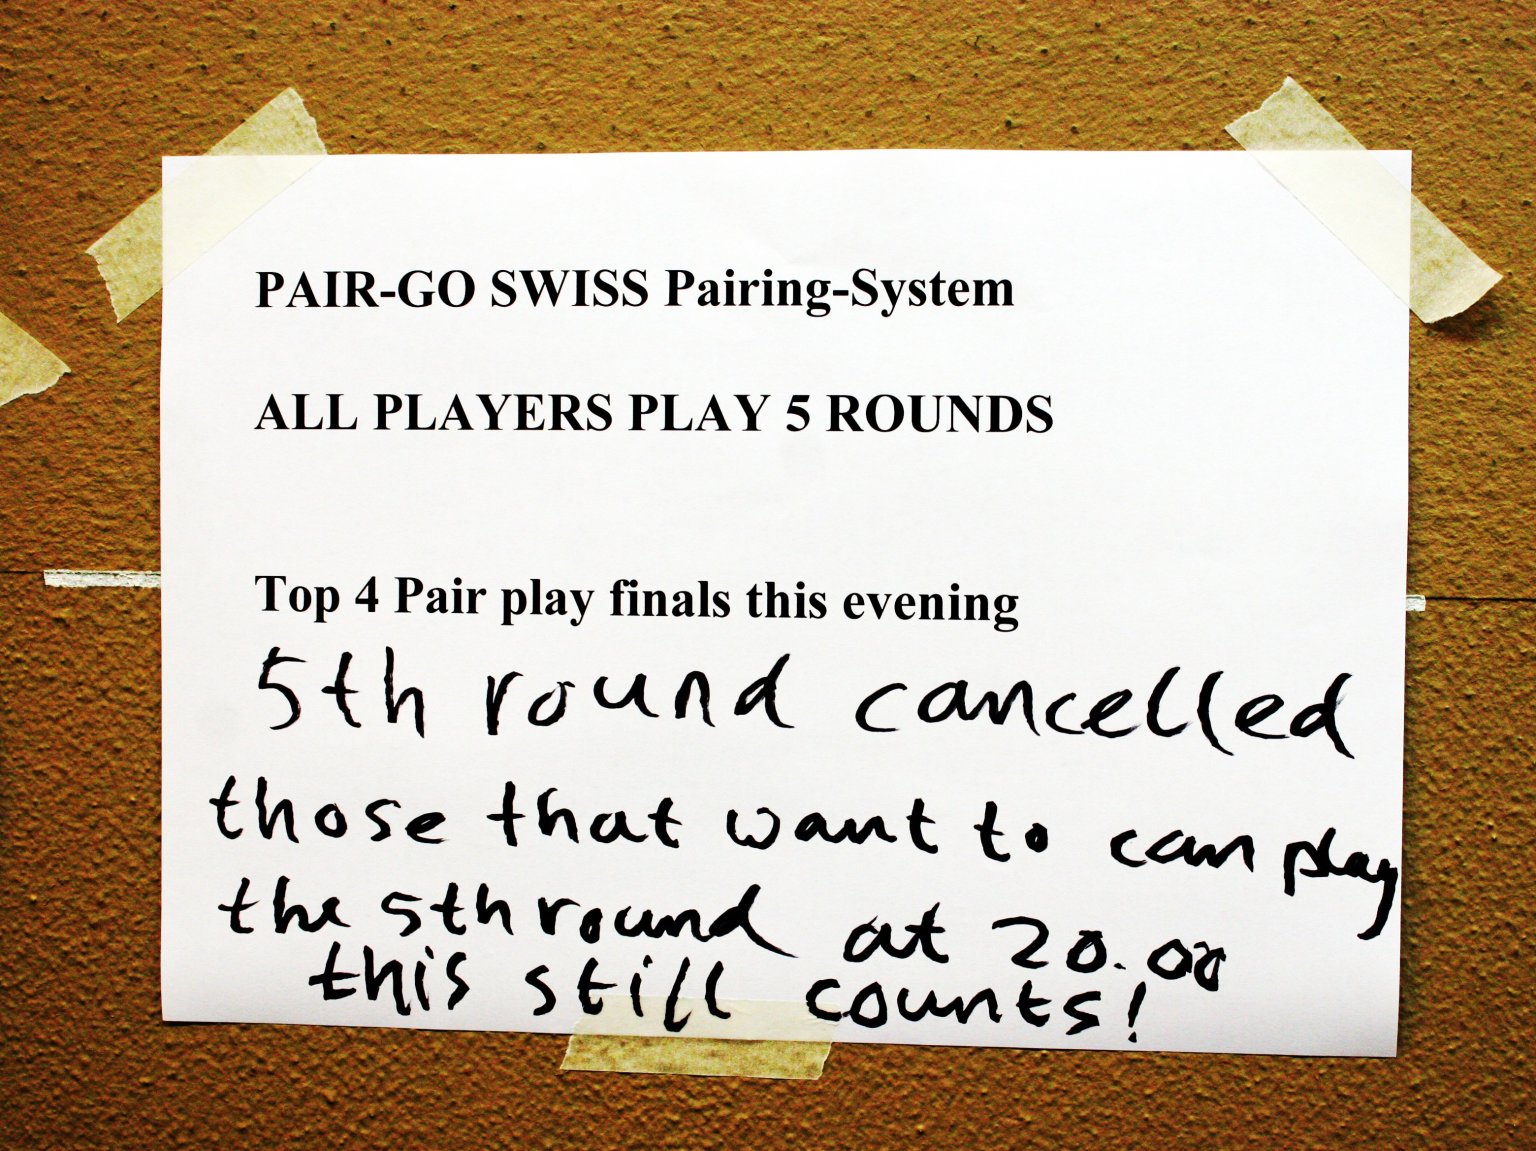 PAIR-GO SWISS Pairing-System
ALL PLAYERS PLAY 5 ROUNDS
Top 4 Pair play finals this evening
5th round cancelled
those that want to can play
the 5th round at 20.00
this still counts!